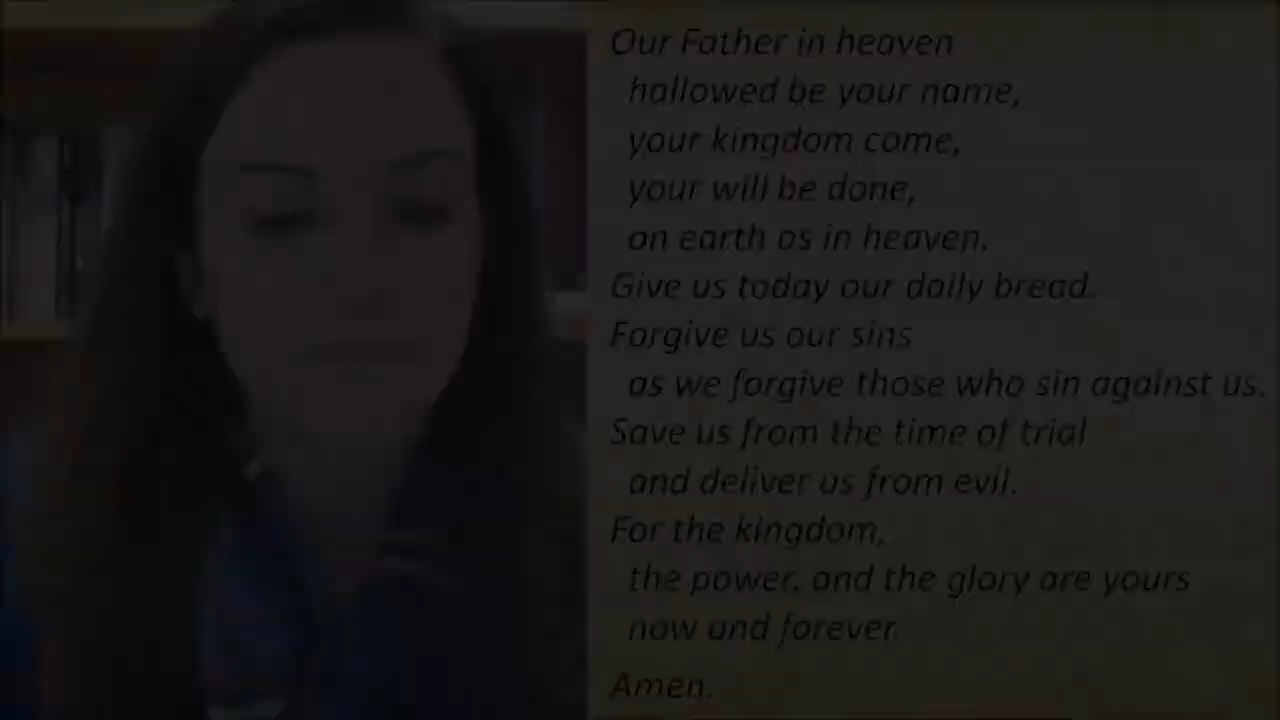 Our Father in heaven
hallowed be your name,
your kingdom come,
your will be done,
on earth as in heaven.
Give us today our daily bread.
Forgive us our sins
as we forgive those who sin against us.
Save us from the time of trial
and deliver us from evil.
For the kingdom,
the power, and the glory are yours
now and forever.
Amen.